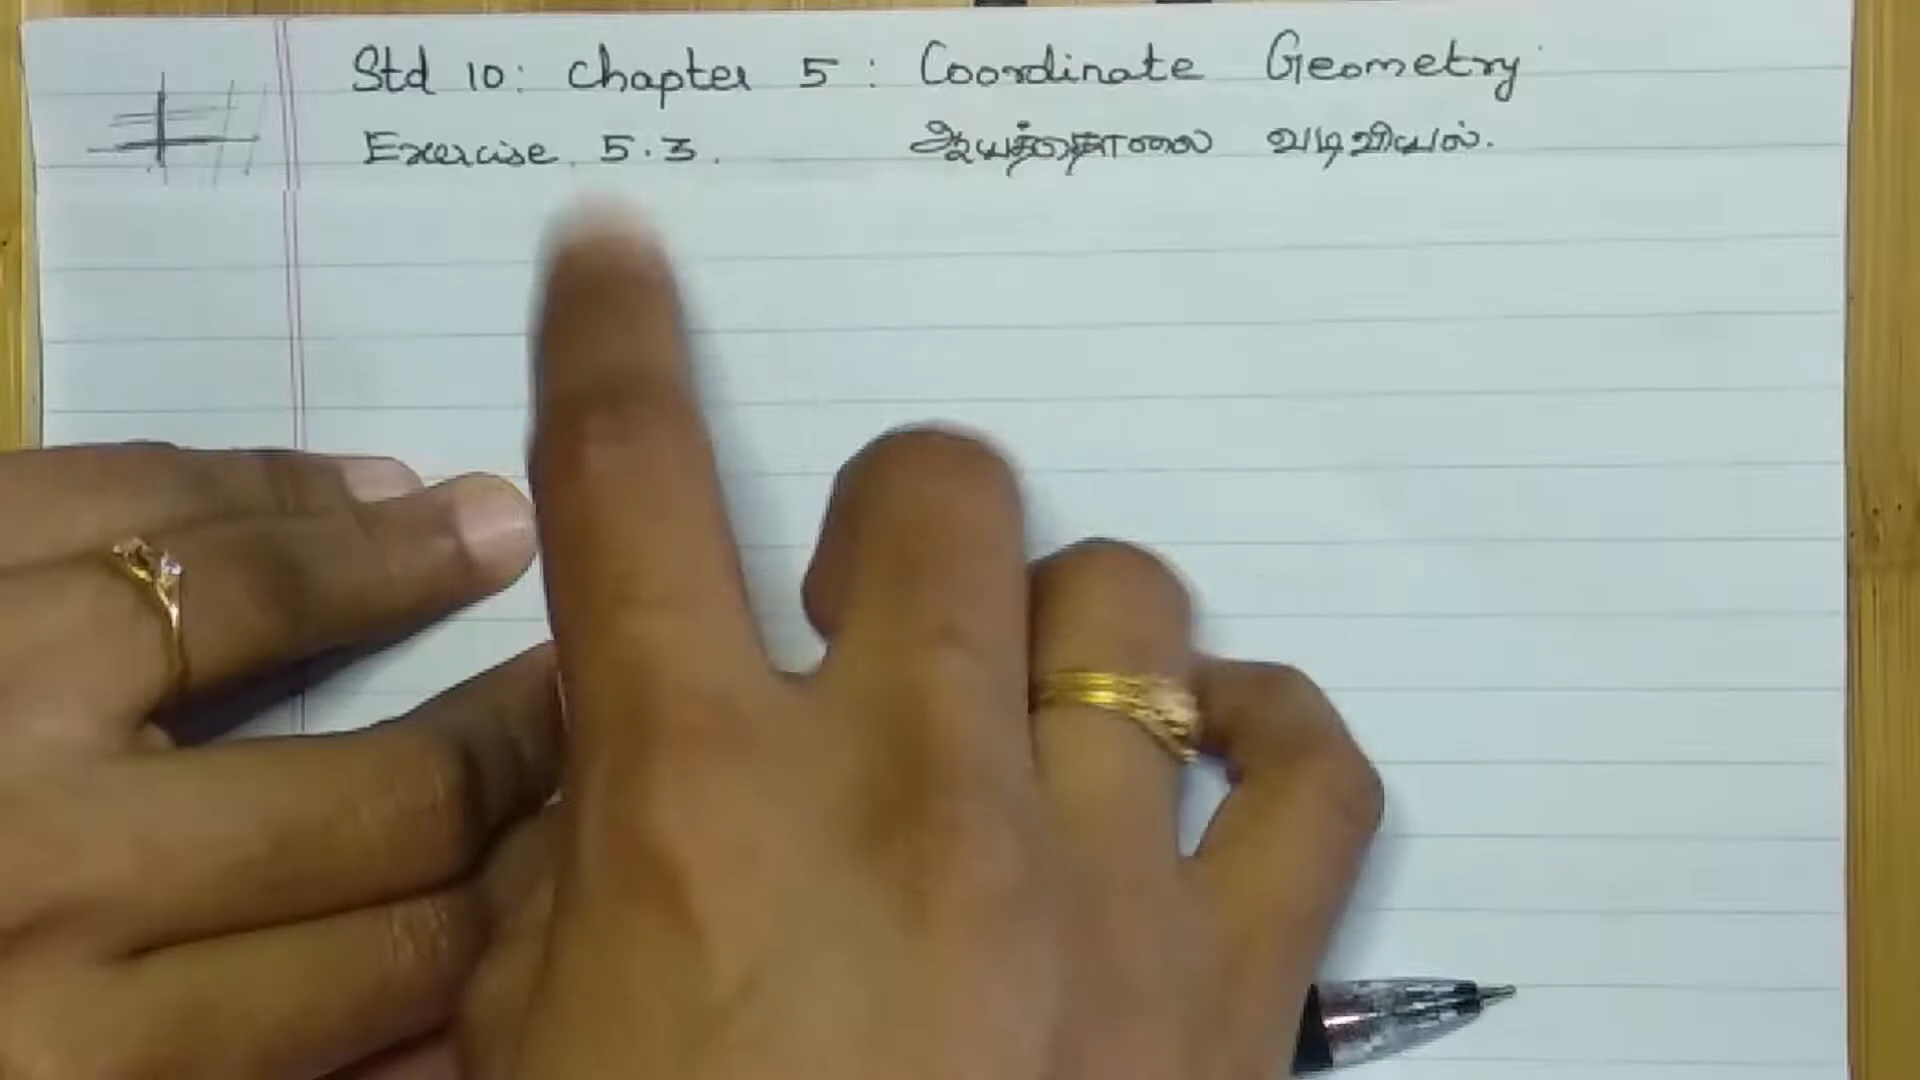 Std 10: Chapter 5 : Coordinate Geometry
Exercise 5.3. ஆயத்தொலை வடிவியல்.